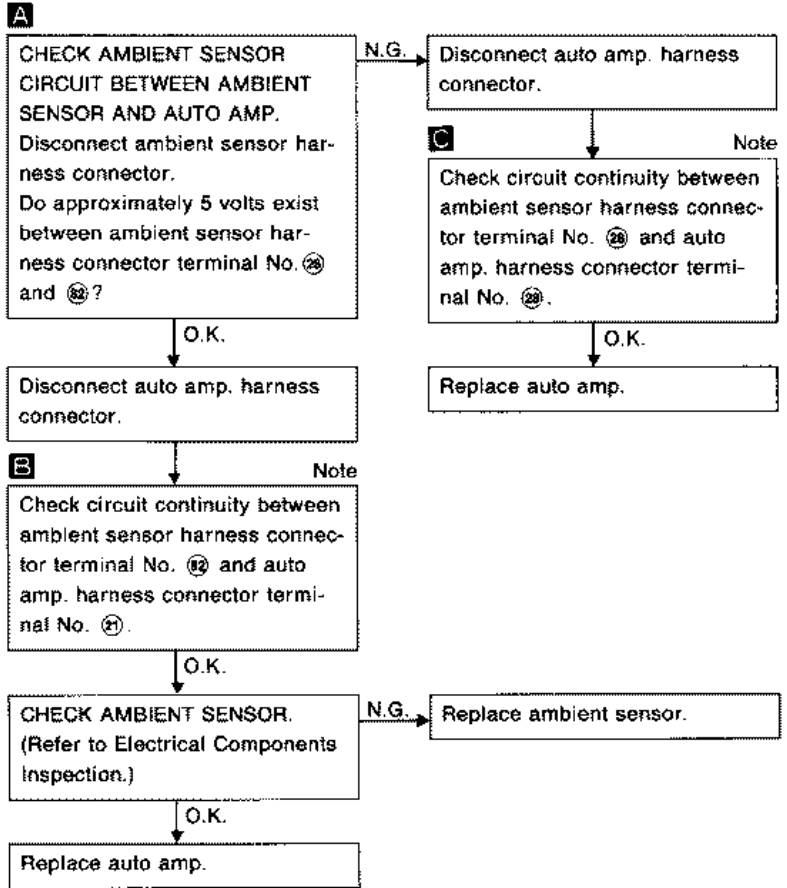 A
CHECK AMBIENT SENSOR
CIRCUIT BETWEEN AMBIENT
SENSOR AND AUTO AMP.
Disconnect ambient sensor har-
ness connector.
Do approximately 5 volts exist
between ambient sensor har-
ness connector terminal No.
and ?
N.G.
Disconnect auto amp. harness
connector.
C
Note
Check circuit continuity between
ambient sensor harness connec-
tor terminal No. and auto
amp. harness connector termi-
nal No. .
O.K.
Replace auto amp.
O.K.
Disconnect auto amp. harness
connector.
B
Note
Check circuit continuity between
ambient sensor harness connec-
tor terminal No. and auto
amp. harness connector termi-
nal No. 21.
O.K.
CHECK AMBIENT SENSOR.
(Refer to Electrical Components
Inspection.)
N.G.
Replace ambient sensor.
O.K.
Replace auto amp.